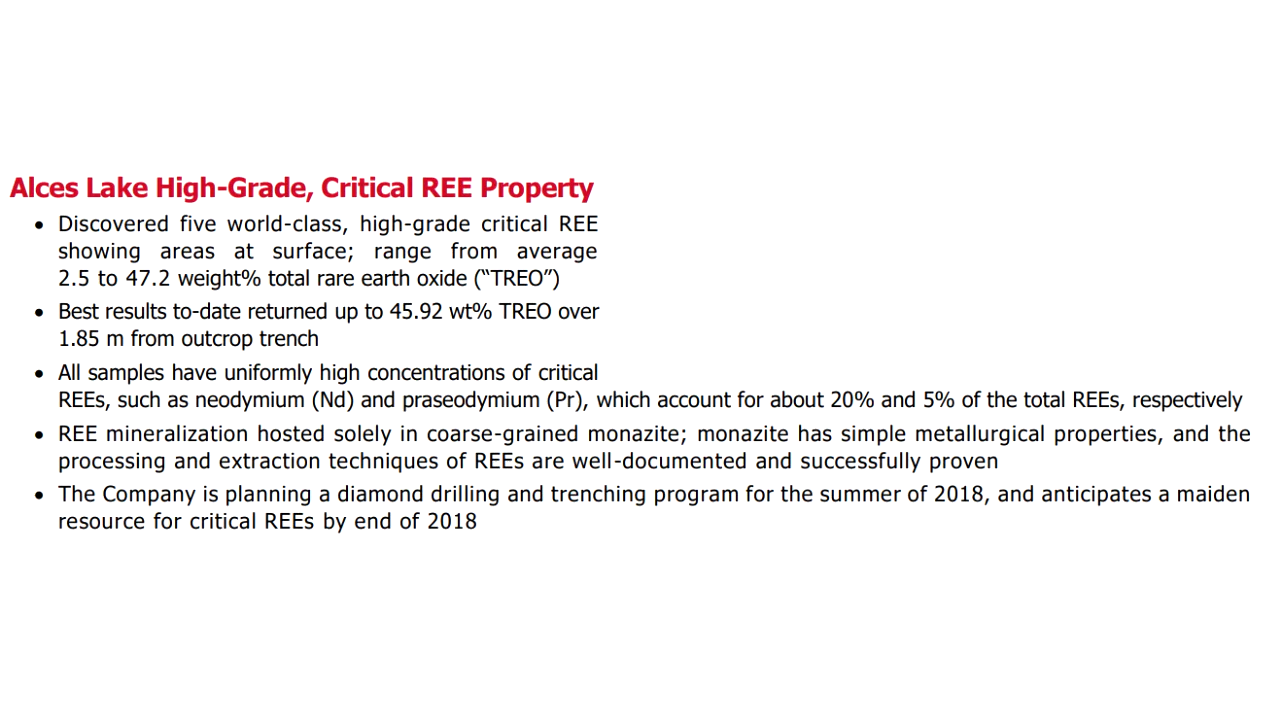 Alces Lake High-Grade, Critical REE Property
• Discovered five world-class, high-grade critical REE
showing areas at surface; range from average
2.5 to 47.2 weight% total rare earth oxide (“TREO”)
• Best results to-date returned up to 45.92 wt% TREO over
1.85 m from outcrop trench
• All samples have uniformly high concentrations of critical
REEs, such as neodymium (Nd) and praseodymium (Pr), which account for about 20% and 5% of the total REEs, respectively
• REE mineralization hosted solely in coarse-grained monazite; monazite has simple metallurgical properties, and the
processing and extraction techniques of REEs are well-documented and successfully proven
• The Company is planning a diamond drilling and trenching program for the summer of 2018, and anticipates a maiden
resource for critical REEs by end of 2018